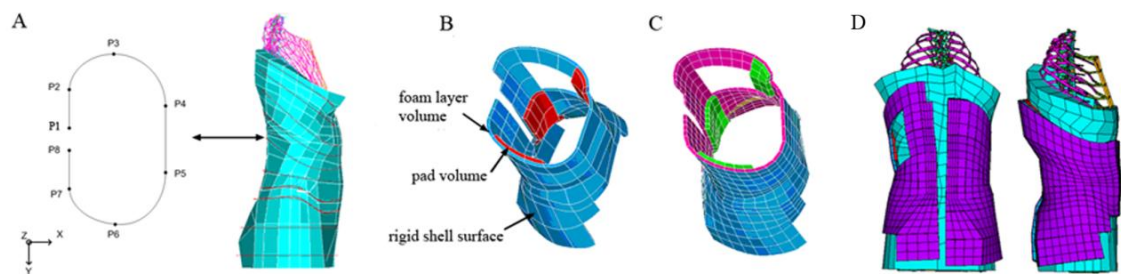 A
P3
P2
P4
P1
P8
P5
P7
P6
Z
X
Y
B
foam layer
volume
pad volume
rigid shell surface
C
D